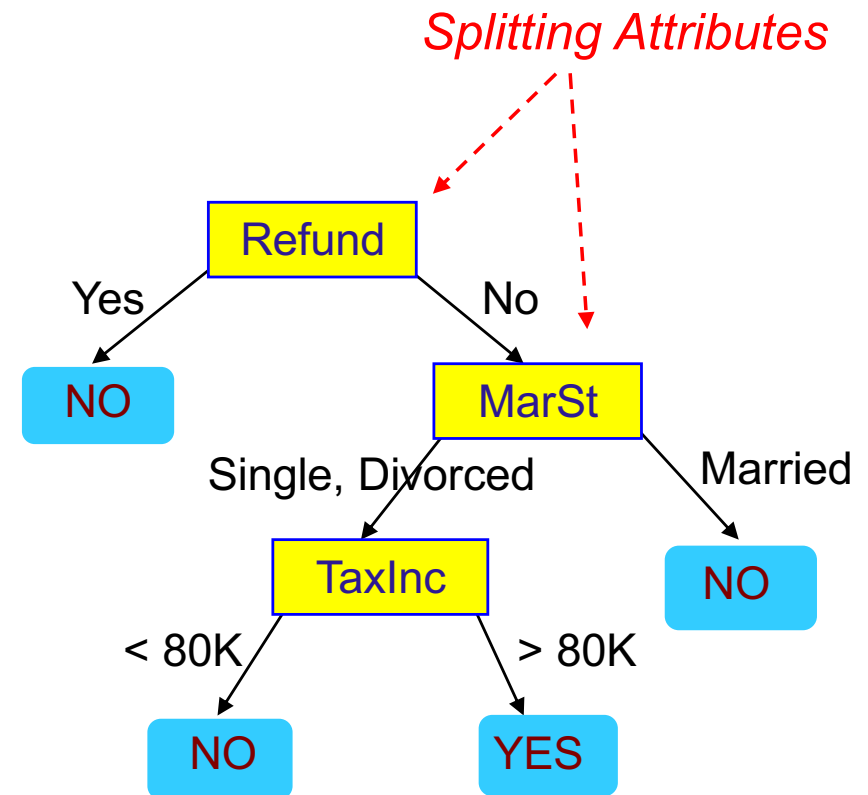 Splitting Attributes
Refund
Yes
No
NO
MarSt
Single, Divorced
Married
TaxInc
NO
< 80K
> 80K
NO
YES